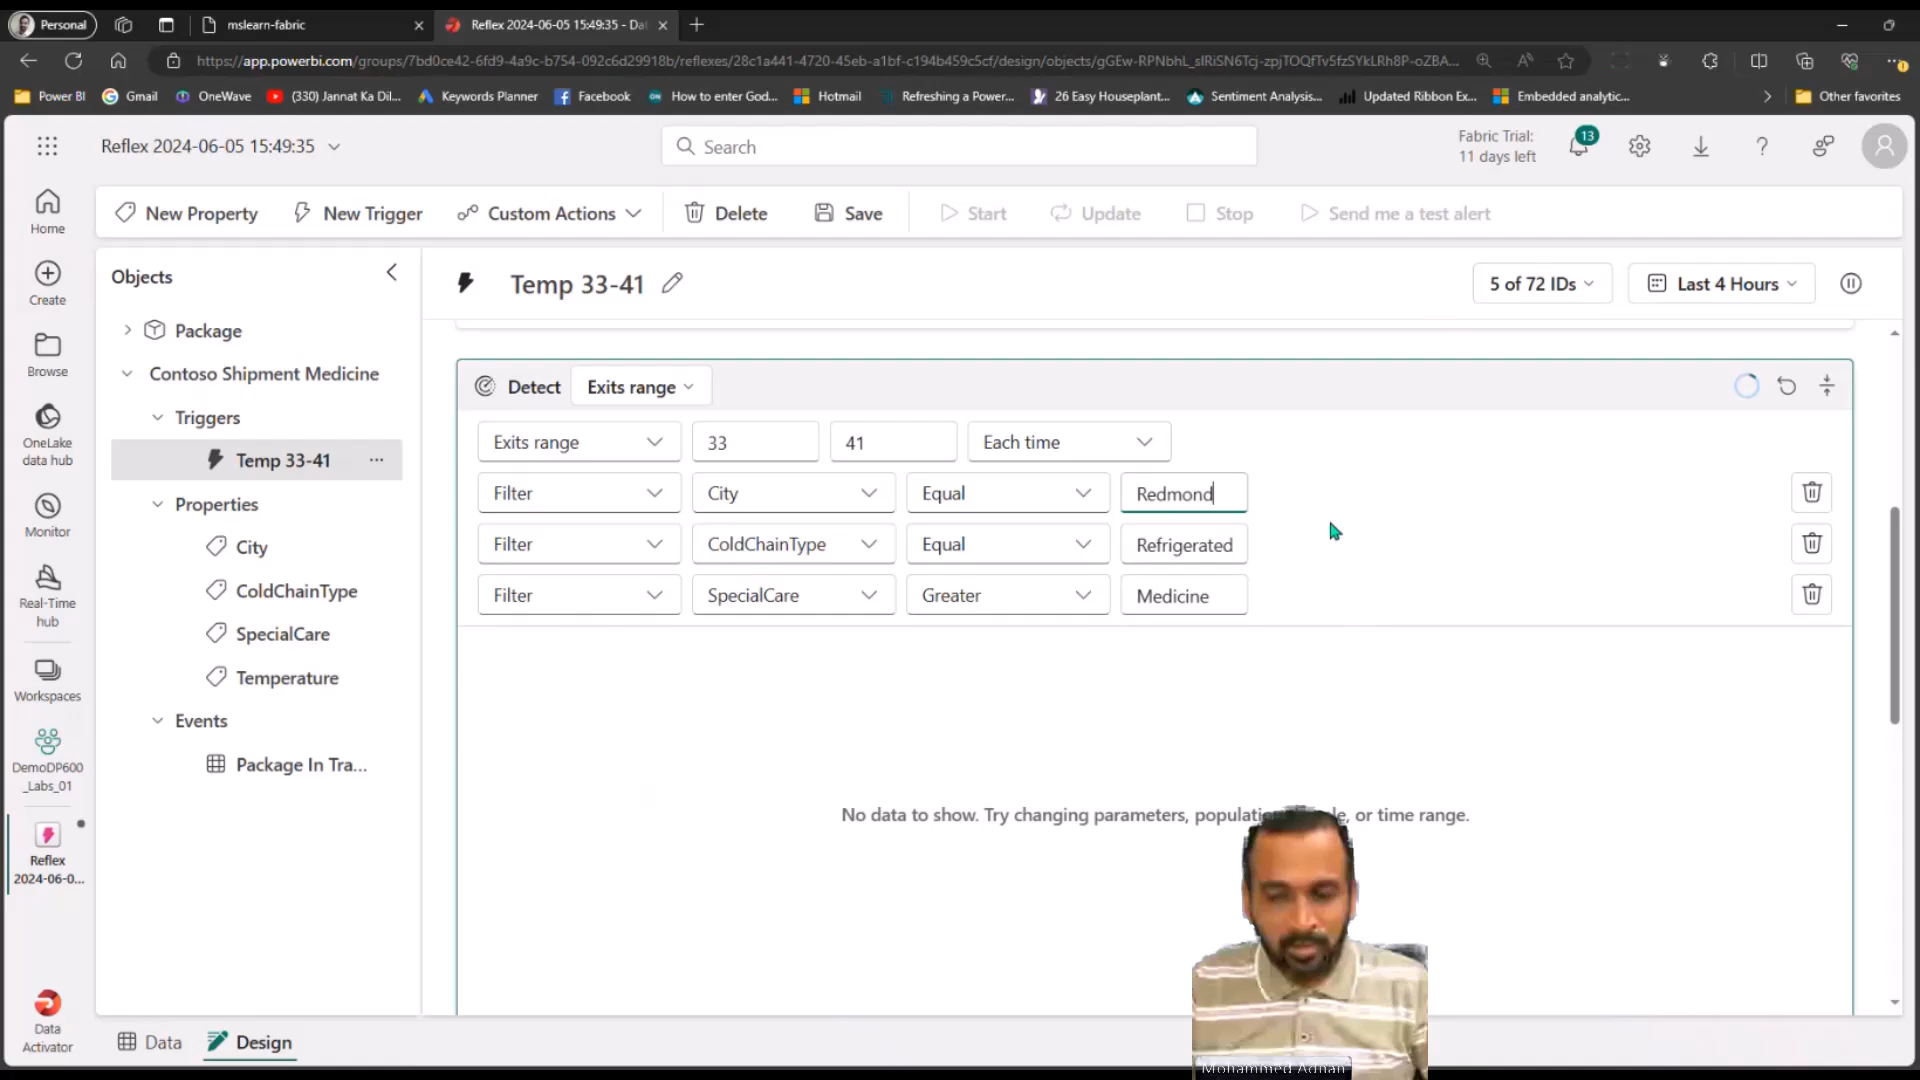 Personal
mslearn-fabric
Reflex 2024-06-05 15:49:35 - Da
https://app.powerbi.com/groups/7bd0ce42-6fd9-4a9c-b754-092c6d29918b/reflexes/28c1a441-4720-45eb-a1bf-c194b459c5cf/design/objects/gGEw-RPNbhL_sIRiSN6Tcj-zpjTOQfTv5fzSYkLRh8P-oZBA...
Power BI
Gmail
OneWave
(330) Jannat Ka Dil...
Keywords Planner
Facebook
How to enter God...
Hotmail
Refreshing a Power...
26 Easy Houseplant...
Sentiment Analysis...
Updated Ribbon Ex...
Embedded analytic...
Other favorites
Reflex 2024-06-05 15:49:35
Search
Fabric Trial:
11 days left
13
New Property
New Trigger
Custom Actions
Delete
Save
Start
Update
Stop
Send me a test alert
Home
Create
Browse
OneLake
data hub
Monitor
Real-Time
hub
Workspaces
DemoDP600
_Labs_01
Reflex
2024-06-0...
Data
Activator
Objects
Package
Contoso Shipment Medicine
Triggers
Temp 33-41
Properties
City
ColdChainType
SpecialCare
Temperature
Events
Package In Tra...
Temp 33-41
5 of 72 IDs
Last 4 Hours
Detect
Exits range
Exits range
33
41
Each time
Filter
City
Equal
Redmond
Filter
ColdChainType
Equal
Refrigerated
Filter
SpecialCare
Greater
Medicine
No data to show. Try changing parameters, or time range.
Data
Design
Mohammed Adnan